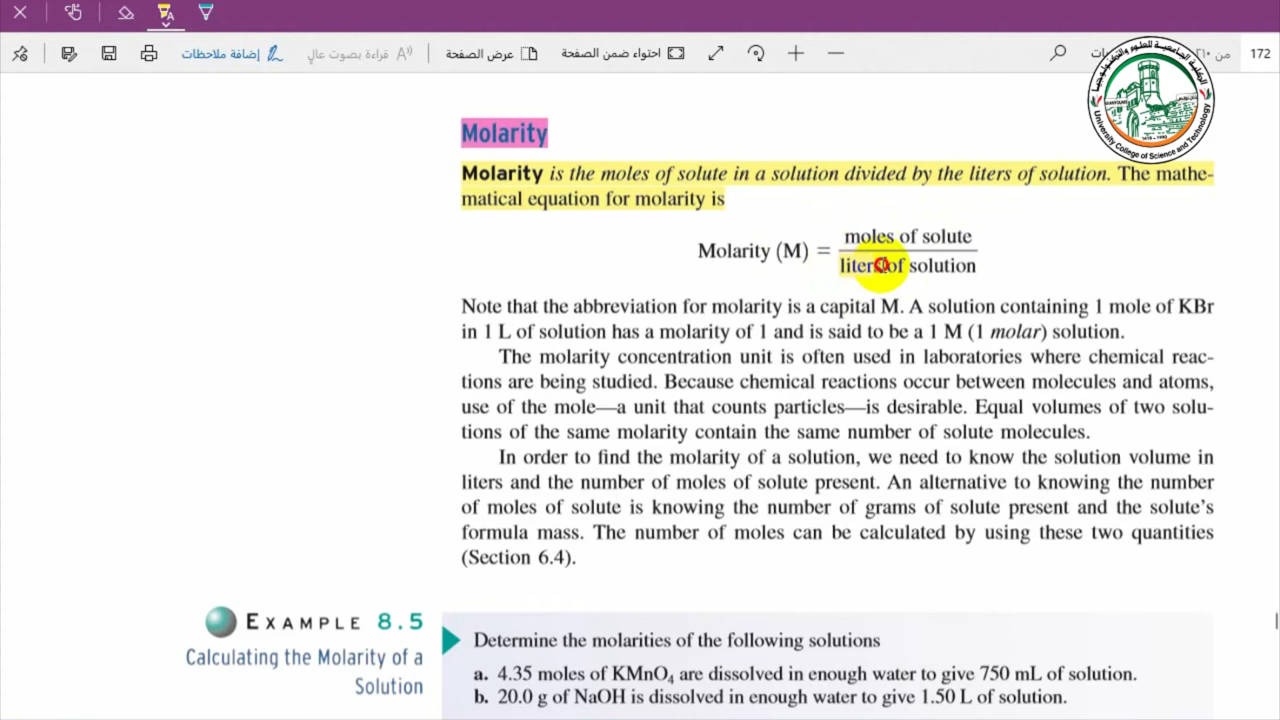 إضافة ملاحظات
قراءة بصوت عالٍ
عرض الصفحة
احتواء ضمن الصفحة
من
172
الكلية الجامعية للعلوم والتكنولوجيا
University College of Science and Technology
Molarity
Molarity is the moles of solute in a solution divided by the liters of solution. The mathe-
matical equation for molarity is
Molarity (M) = moles of solute
liters of solution
Note that the abbreviation for molarity is a capital M. A solution containing 1 mole of KBr
in 1 L of solution has a molarity of 1 and is said to be a 1 M (1 molar) solution.
The molarity concentration unit is often used in laboratories where chemical reac-
tions are being studied. Because chemical reactions occur between molecules and atoms,
use of the mole—a unit that counts particles—is desirable. Equal volumes of two solu-
tions of the same molarity contain the same number of solute molecules.
In order to find the molarity of a solution, we need to know the solution volume in
liters and the number of moles of solute present. An alternative to knowing the number
of moles of solute is knowing the number of grams of solute present and the solute's
formula mass. The number of moles can be calculated by using these two quantities
(Section 6.4).
EXAMPLE 8.5
Calculating the Molarity of a
Solution
Determine the molarities of the following solutions
a. 4.35 moles of KMnO₄ are dissolved in enough water to give 750 mL of solution.
b. 20.0 g of NaOH is dissolved in enough water to give 1.50 L of solution.